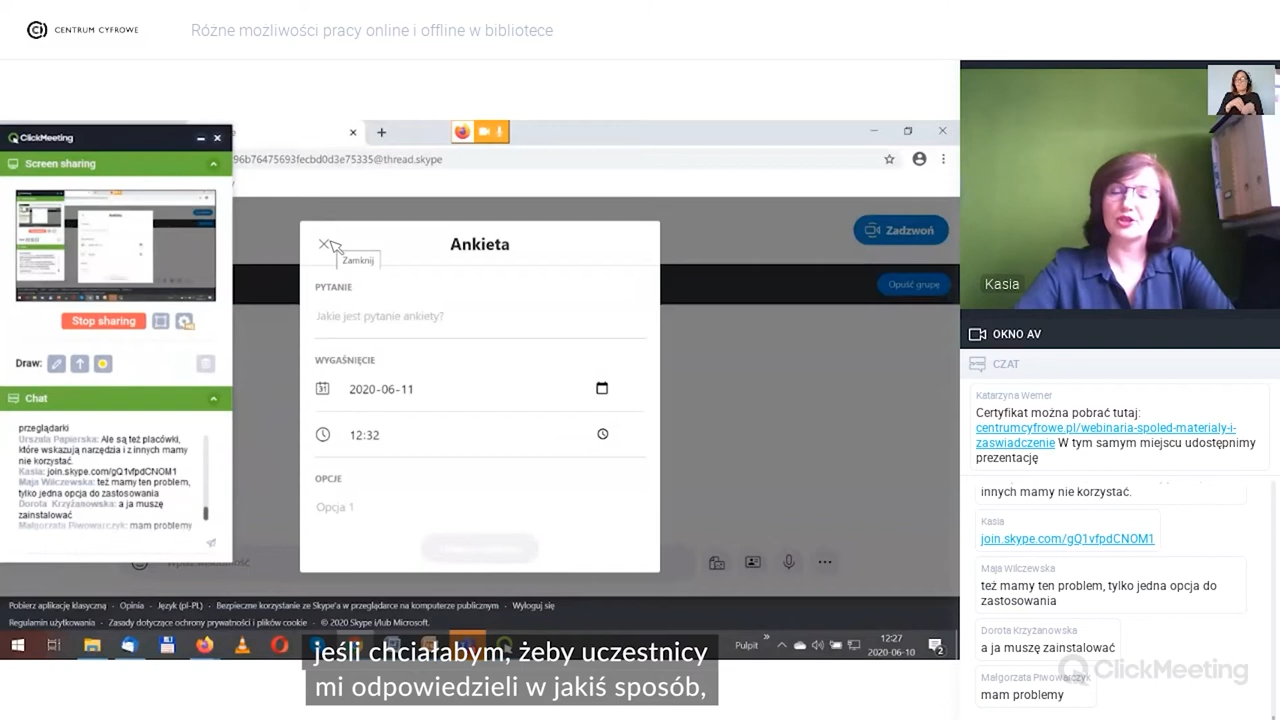 CENTRUM CYFROWE
Różne mozliwości pracy online i offline w bibliotece
ClickMeeting
Screen sharing
Stop sharing
Draw:
Chat
przeglądarki
Urszula Papierska: Ale są też placówki,
które wskazują narzędzia i z innych mamy
nie korzystać.
Kasia: join.skype.com/gQ1vfpdCNOM1
Maja Wilczewska: też mamy ten problem,
tylko jedna opcja do zastosowania
Dorota Krzyżanowska: a ja muszę
zainstalować
Małgorzata Piwowarczyk: mam problemy
96b76475693fecbd0d3e75335@thread.skype
Zadzwoń
Opuść grupę
Ankieta
Zamknij
PYTANIE
Jakie jest pytanie ankiety?
WYGAŚNIĘCIE
31
2020-06-11
12:32
OPCJE
Opcja 1
Pobierz aplikację klasyczną • Opinia • Język (pl-PL) • Bezpieczne korzystanie ze Skype'a w przeglądarce na komputerze publicznym • Wyloguj się
Regulamin usługi • Zasady dotyczące ochrony prywatności i plików cookie • © 2020 Skype i/lub Microsoft.
Pulpit
12:27
2020-06-10
2
jeśli chciałabym, żeby uczestnicy
mi odpowiedzieli w jakiś sposób,
Kasia
OKNO AV
CZAT
Katarzyna Werner
Certyfikat można pobrać tutaj:
centrumcyfrowe.pl/webinaria-spoled-materialy-i-
zaswiadczenie W tym samym miejscu udostępnimy
prezentację
innych mamy nie korzystać.
Kasia
join.skype.com/gQ1vfpdCNOM1
Maja Wilczewska
też mamy ten problem, tylko jedna opcja do
zastosowania
Dorota Krzyżanowska
a ja muszę zainstalować
Małgorzata Piwowarczyk
mam problemy
ClickMeeting